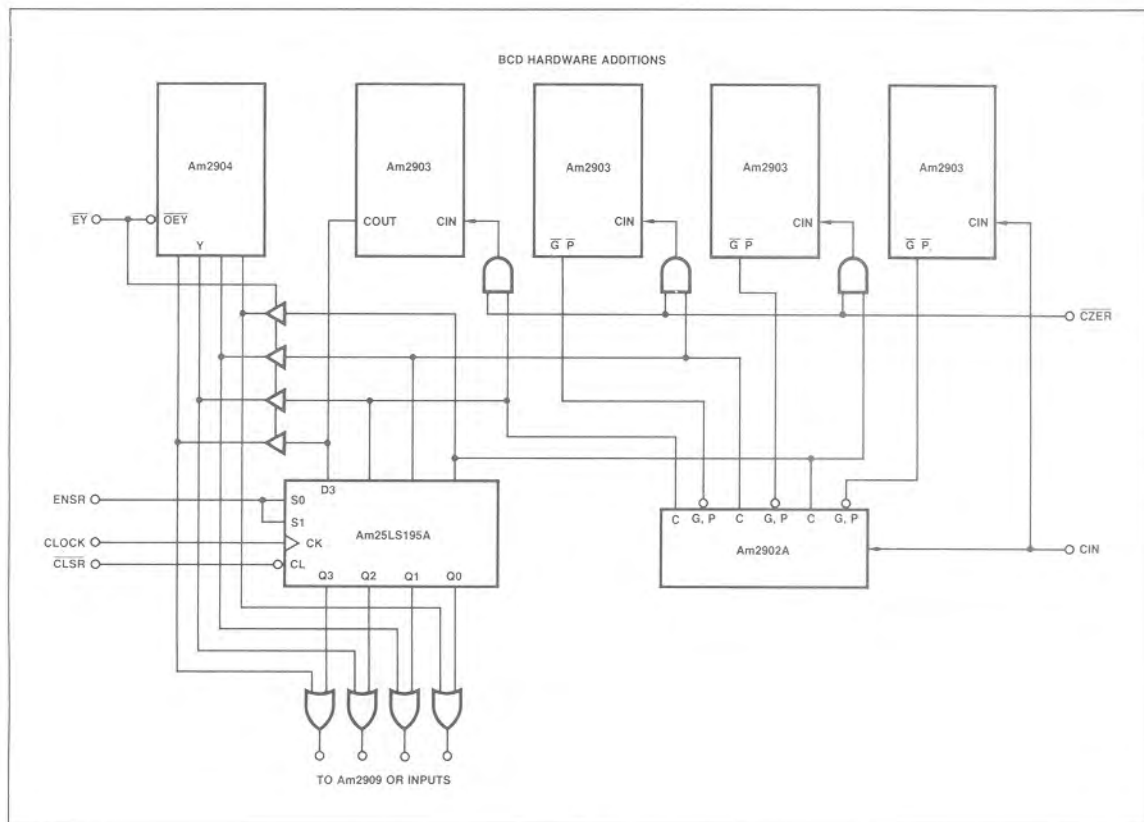 BCD HARDWARE ADDITIONS
Am2904
Am2903
Am2903
Am2903
Am2903
EY
OEY
COUT
CIN
CIN
CIN
CIN
Y
G P
G P
G P.
CZER
D3
ENSR
S0
S1
CLOCK
CK
CLSR
CL
Am25LS195A
Q3 Q2 Q1 Q0
C G, P C G, P C G, P
Am2902A
CIN
TO Am2909 OR INPUTS